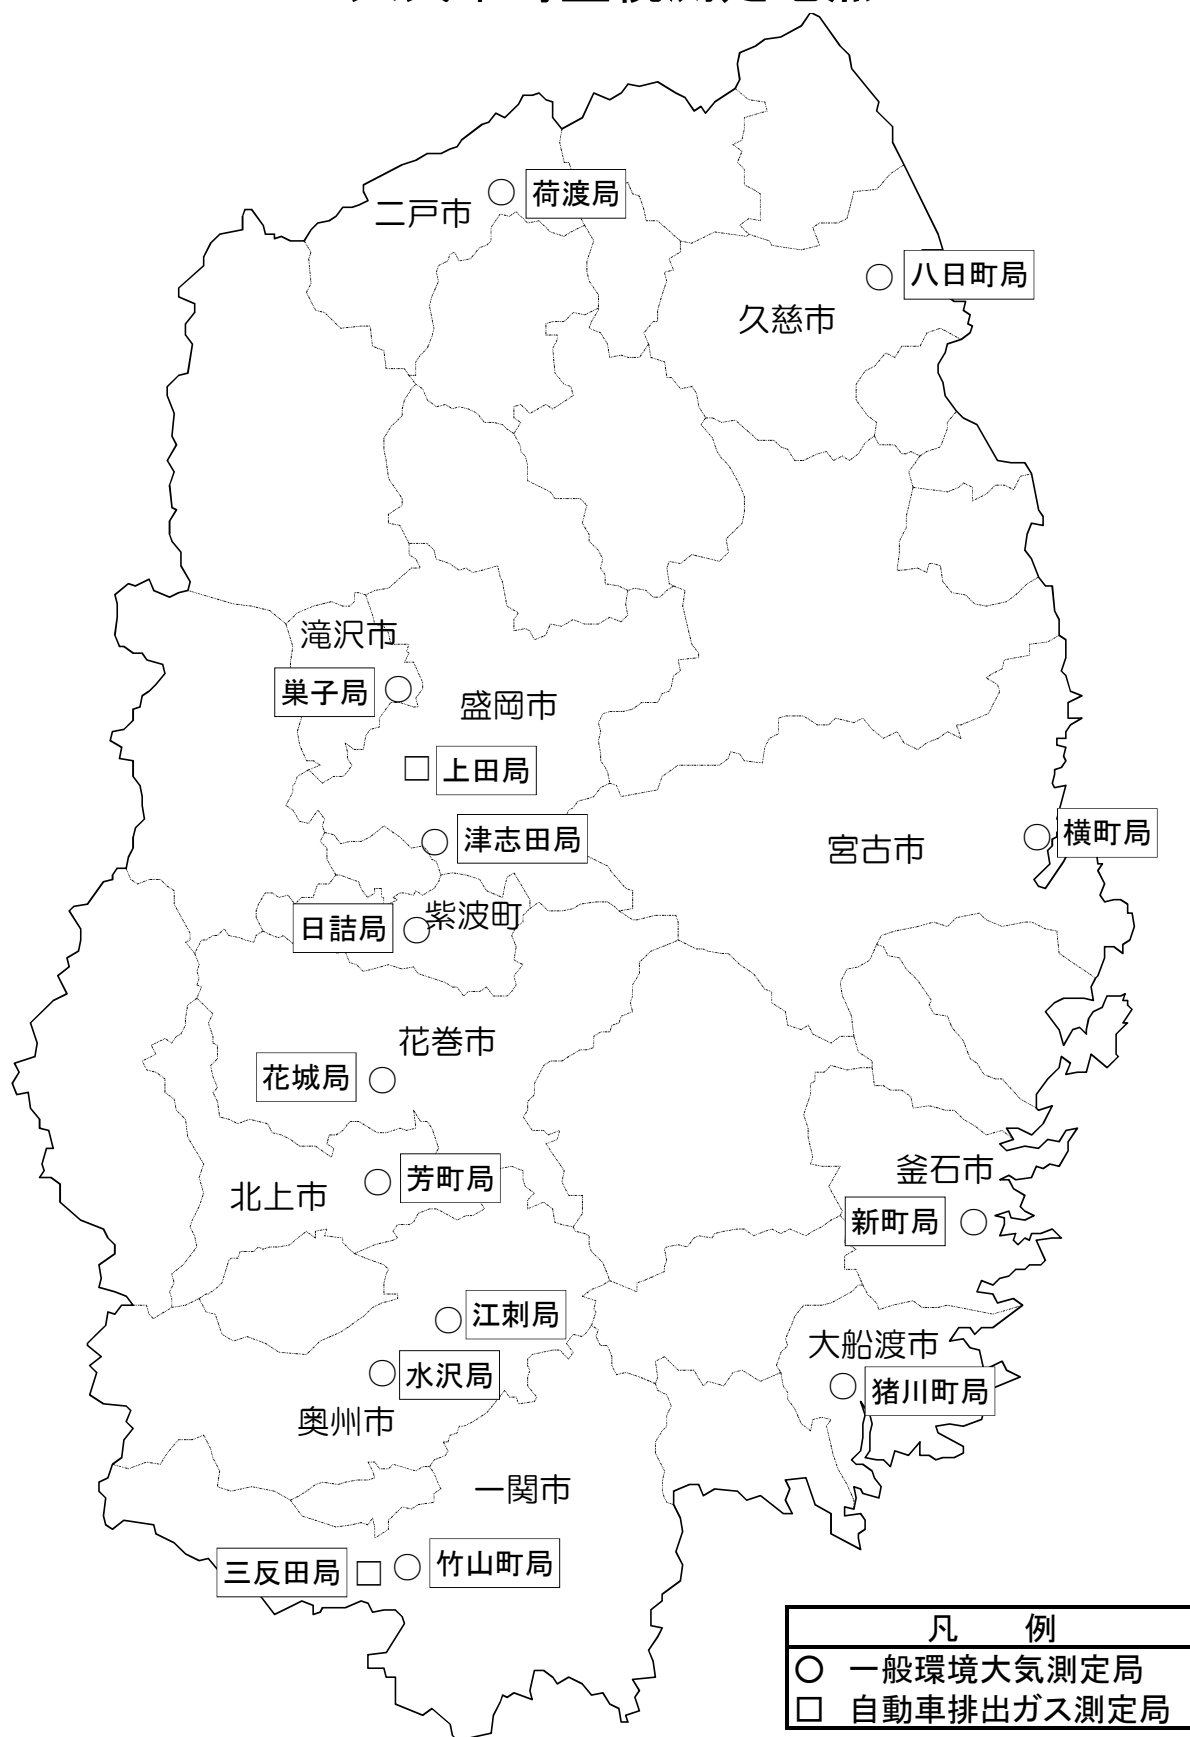 荷渡局
二戸市
八日町局
久慈市
滝沢市
巣子局
盛岡市
上田局
津志田局
宮古市
横町局
紫波町
日詰局
花巻市
花城局
釜石市
芳町局
北上市
新町局
江刺局
大船渡市
水沢局
猪川町局
奥州市
一関市
三反田局
竹山町局
凡 例
○ 一般環境大気測定局
□ 自動車排出ガス測定局